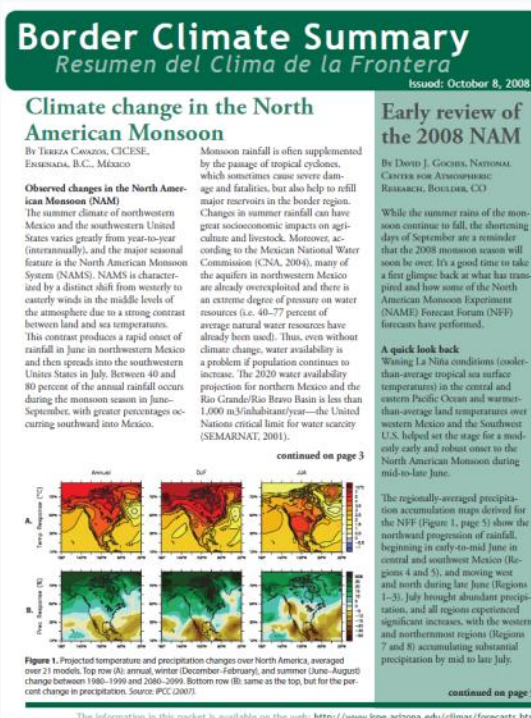 Border Climate Summary
Resumen del Clima de la Frontera
Issued: October 8, 2008
Climate change in the North
American Monsoon
By Tereza Cavazos, CICESE,
Ensenada, B.C., México
Observed changes in the North Amer-
ican Monsoon (NAM)
The summer climate of northwestern
Mexico and the southwestern United
States varies greatly from year-to-year
(interannually), and the major seasonal
feature is the North American Monsoon
System (NAMS). NAMS is character-
ized by a distinct shift from westerly to
easterly winds in the middle levels of
the atmosphere due to a strong contrast
between land and sea temperatures.
This contrast produces a rapid onset of
rainfall in June in northwestern Mexico
and then spreads into the southwestern
Unites States in July. Between 40 and
80 percent of the annual rainfall occurs
during the monsoon season in June–
September, with greater percentages oc-
curring southward into Mexico.
Monsoon rainfall is often supplemented
by the passage of tropical cyclones,
which sometimes cause severe dam-
age and fatalities, but also help to refill
major reservoirs in the border region.
Changes in summer rainfall can have
great socioeconomic impacts on agri-
culture and livestock. Moreover, ac-
cording to the Mexican National Water
Commission (CNA, 2004), many of
the aquifers in northwestern Mexico
are already overexploited and there is
an extreme degree of pressure on water
resources (i.e. 40–77 percent of
average natural water resources have
already been used). Thus, even without
climate change, water availability is
a problem if population continues to
increase. The 2020 water availability
projection for northern Mexico and the
Rio Grande/Rio Bravo Basin is less than
1,000 m3/inhabitant/year—the United
Nations critical limit for water scarcity
(SEMARNAT, 2001).
continued on page 3
Annual
DJF
JJA
A.
Temp Response (°C)
B.
Prec Response (%)
Figure 1. Projected temperature and precipitation changes over North America, averaged
over 21 models. Top row (A): annual, winter (December–February), and summer (June–August)
change between 1980–1999 and 2080–2099. Bottom row (B): same as the top, but for the per-
cent change in precipitation. Source: IPCC (2007).
Early review of
the 2008 NAM
By David J. Gochis, National
Center for Atmospheric
Research, Boulder, CO
While the summer rains of the mon-
soon continue to fall, the shortening
days of September are a reminder
that the 2008 monsoon season will
soon be over. It's a good time to take
a first glimpse back at what has trans-
pired and how some of the North
American Monsoon Experiment
(NAME) Forecast Forum (NFF)
forecasts have performed.
A quick look back
Waning La Niña conditions (cooler-
than-average tropical sea surface
temperatures) in the central and
eastern Pacific Ocean and warmer-
than-average land temperatures over
western Mexico and the Southwest
U.S. helped set the stage for a mod-
estly early and robust onset to the
North American Monsoon during
mid-to-late June.
The regionally-averaged precipita-
tion accumulation maps derived for
the NFF (Figure 1, page 5) show the
northward progression of rainfall,
beginning in early-to-mid June in
central and southwest Mexico (Re-
gions 4 and 5), and moving west
and north during late June (Regions
1–3). July brought abundant precipi-
tation, and all regions experienced
significant increases, with the western
and northernmost regions (Regions
7 and 8) accumulating substantial
precipitation by mid to late July.
continued on page
The information in this packet is available on the web: http://www.ispe.arizona.edu/climas/forecasts